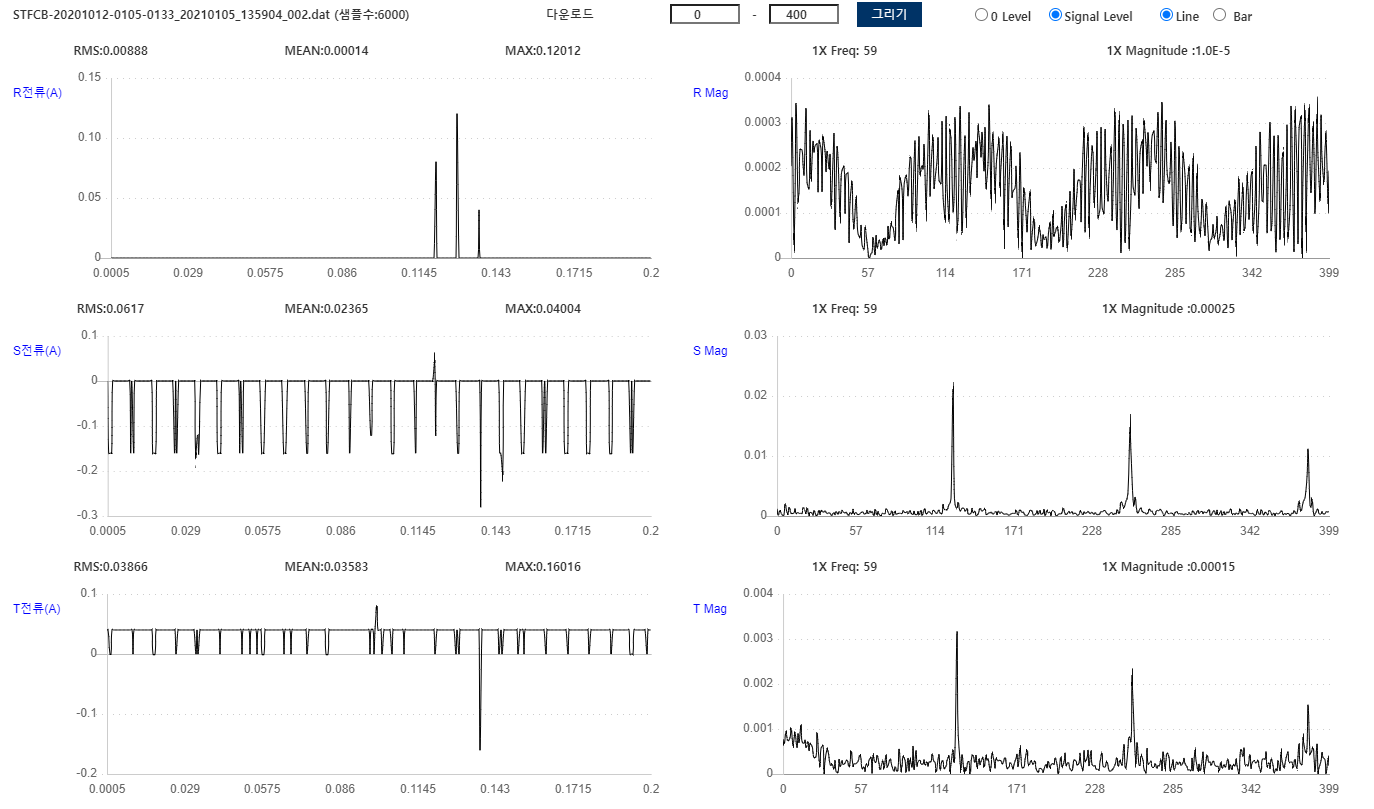 STFCB-20201012-0105-0133_20210105_135904_002.dat (샘플수:6000) 다운로드 0 - 400 그리기 0 Level Signal Level Line Bar
RMS:0.00888 MEAN:0.00014 MAX:0.12012 1X Freq: 59 1X Magnitude :1.0E-5
R전류(A)
0.15
0.10
0.05
0
0.0005 0.029 0.0575 0.086 0.1145 0.143 0.1715 0.2
R Mag
0.0004
0.0003
0.0002
0.0001
0
0 57 114 171 228 285 342 399
RMS:0.0617 MEAN:0.02365 MAX:0.04004 1X Freq: 59 1X Magnitude :0.00025
S전류(A)
0.1
0
-0.1
-0.2
-0.3
0.0005 0.029 0.0575 0.086 0.1145 0.143 0.1715 0.2
S Mag
0.03
0.02
0.01
0
0 57 114 171 228 285 342 399
RMS:0.03866 MEAN:0.03583 MAX:0.16016 1X Freq: 59 1X Magnitude :0.00015
T전류(A)
0.1
0
-0.1
-0.2
0.0005 0.029 0.0575 0.086 0.1145 0.143 0.1715 0.2
T Mag
0.004
0.003
0.002
0.001
0
0 57 114 171 228 285 342 399